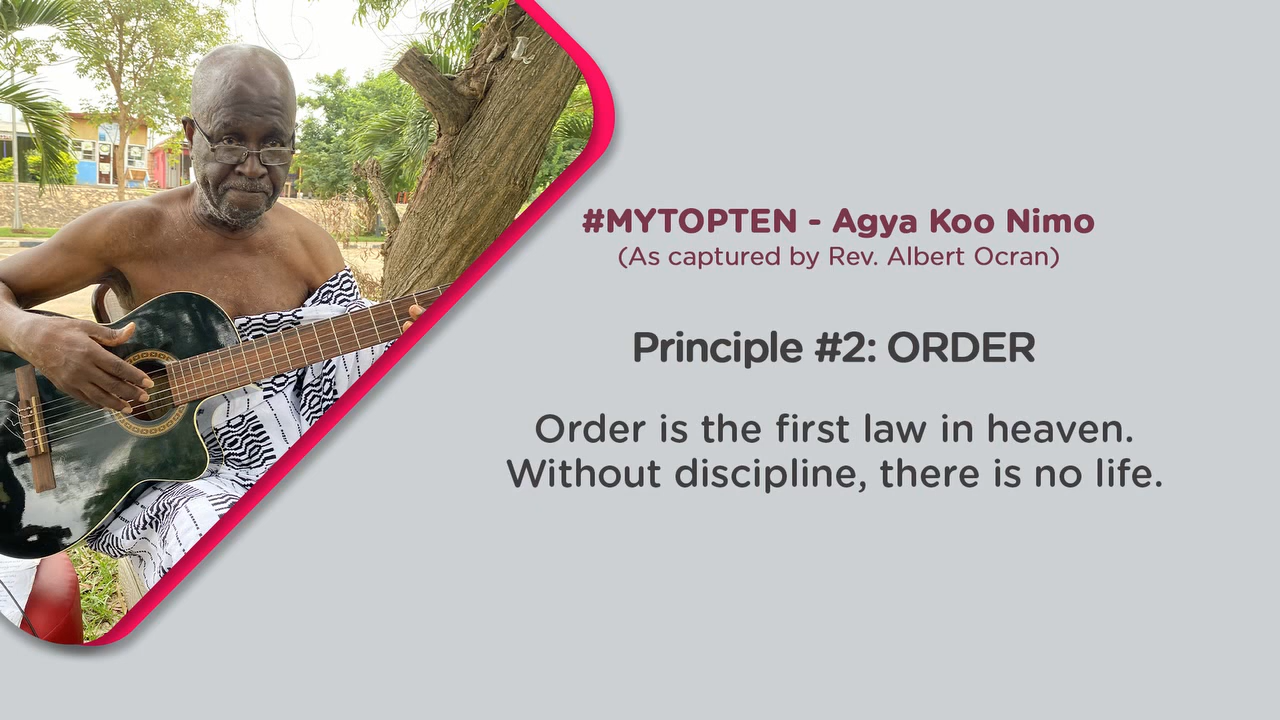 #MYTOPTEN - Agya Koo Nimo
(As captured by Rev. Albert Ocran)
Principle #2: ORDER
Order is the first law in heaven.
Without discipline, there is no life.